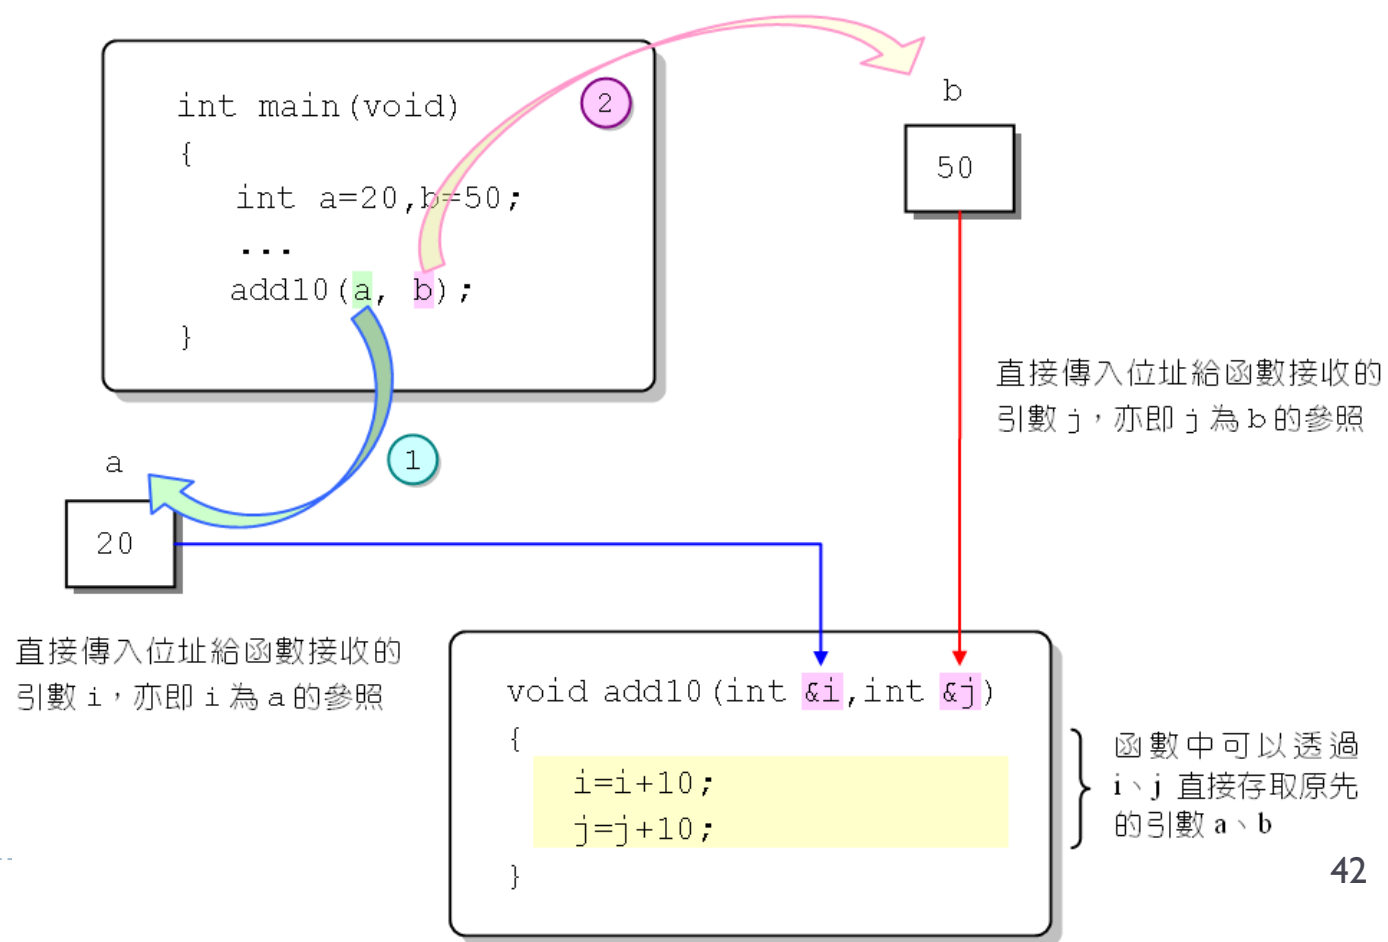 int main(void)
{
int a=20,b=50;
...
add10(a, b);
}
2
b
50
直接傳入位址給函數接收的
引數 j，亦即 j 為 b 的參照
1
a
20
直接傳入位址給函數接收的
引數 i，亦即 i 為 a 的參照
void add10(int &i,int &j)
{
i=i+10;
j=j+10;
}
函數中可以透過
i、j 直接存取原先
的引數 a、b
42